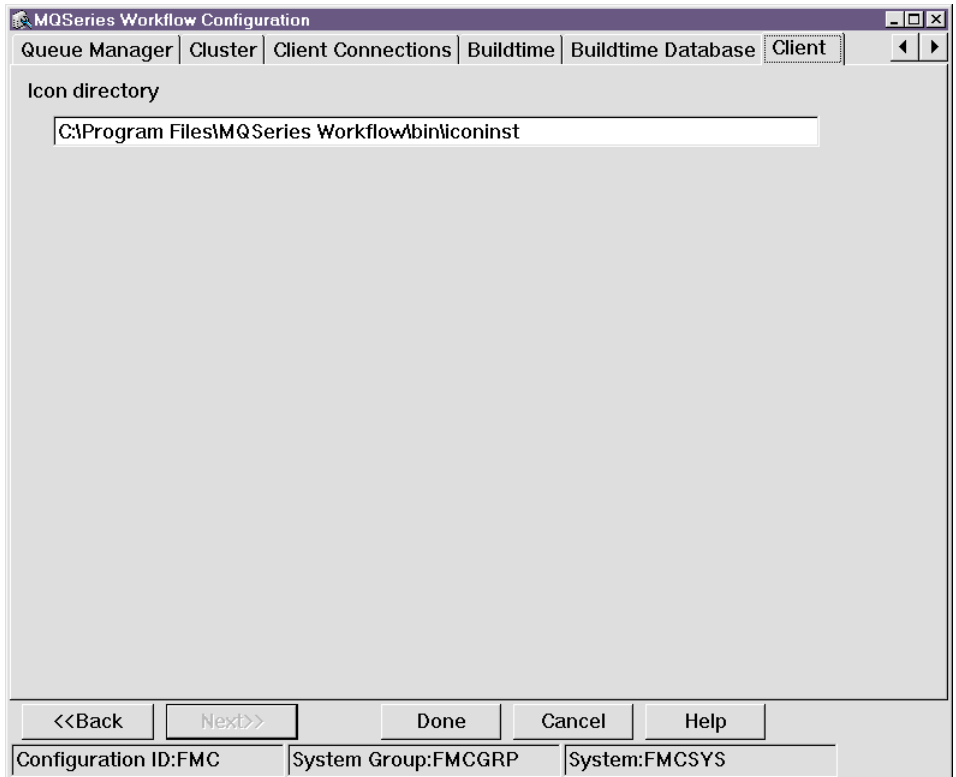 MQSeries Workflow Configuration
Queue Manager Cluster Client Connections Buildtime Buildtime Database Client
Icon directory
C:\Program Files\MQSeries Workflow\bin\iconinst
<<Back Next>> Done Cancel Help
Configuration ID:FMC System Group:FMCGRP System:FMCSYS